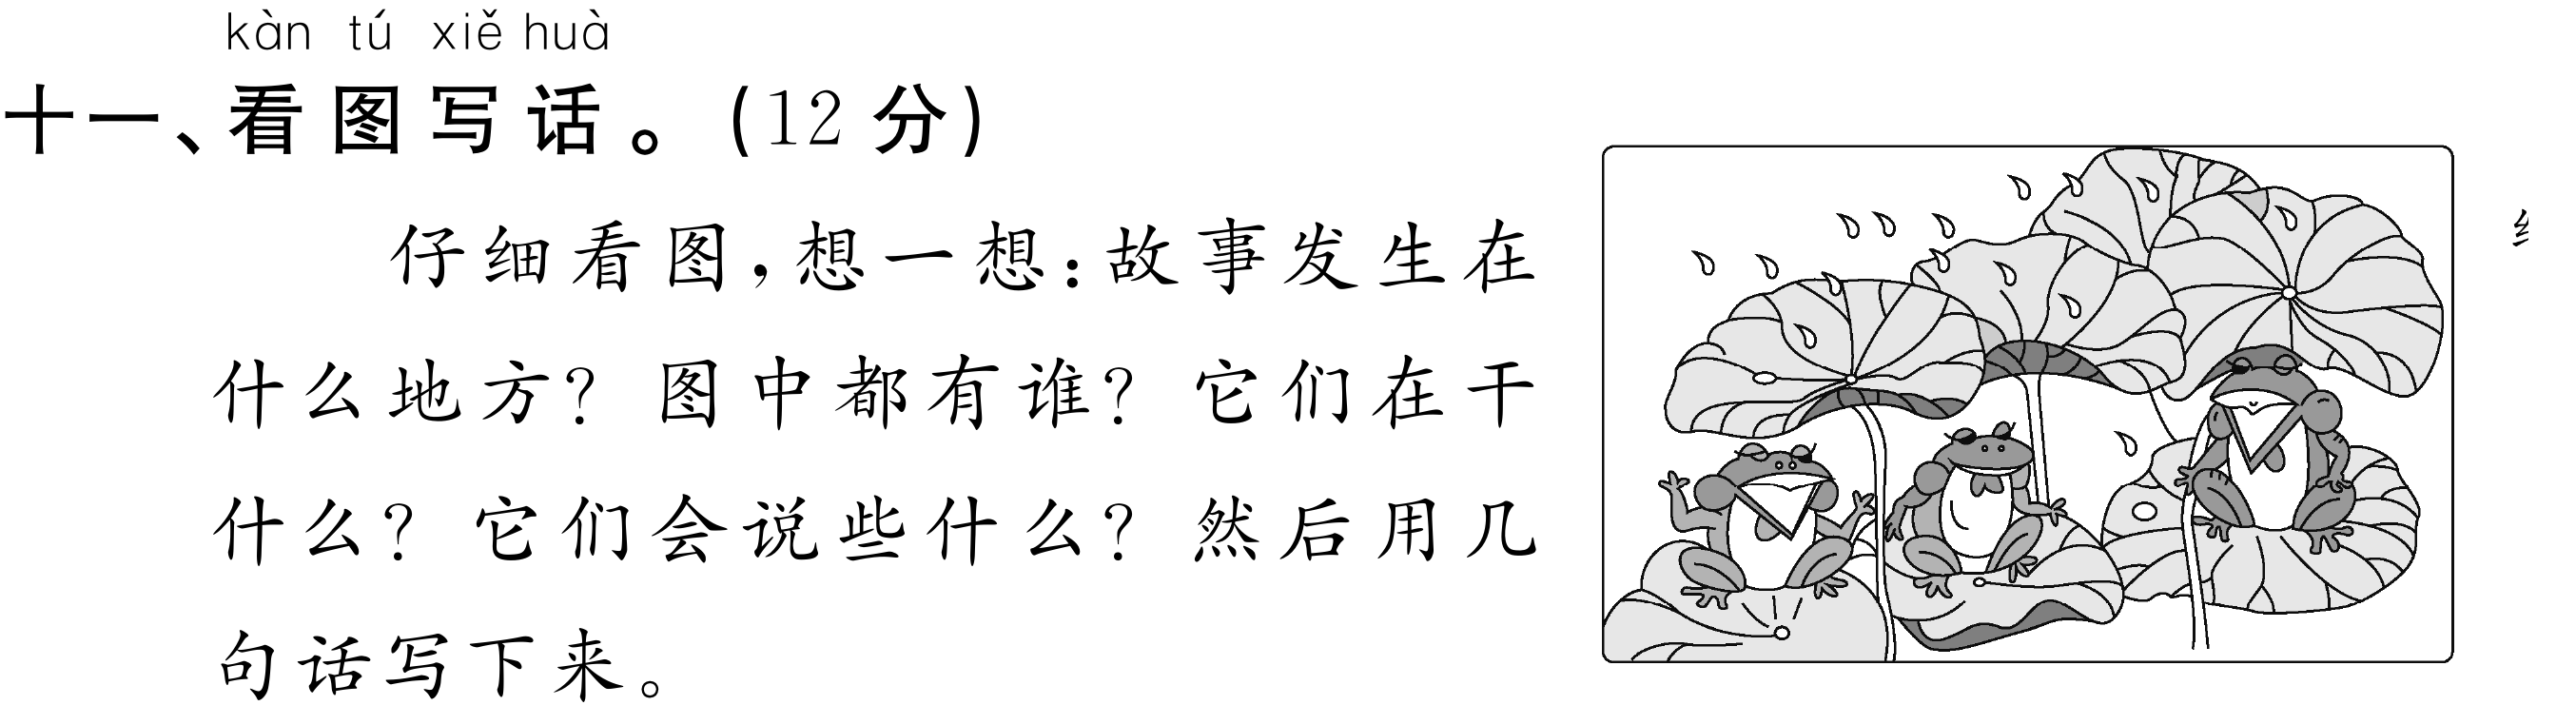 kàn tú xiě huà
十一、看图写话。(12分)
仔细看图,想一想:故事发生在
什么地方? 图中都有谁? 它们在干
什么? 它们会说些什么? 然后用几
句话写下来。